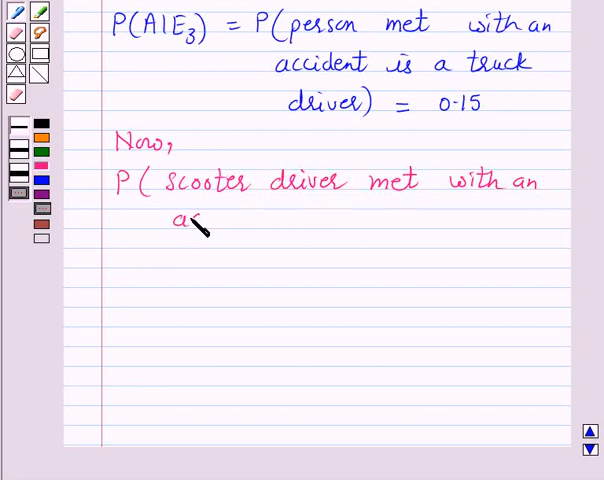 P(A|E₃) = P(person met with an
accident is a truck
driver) = 0.15
Now,
P( scooter driver met with an